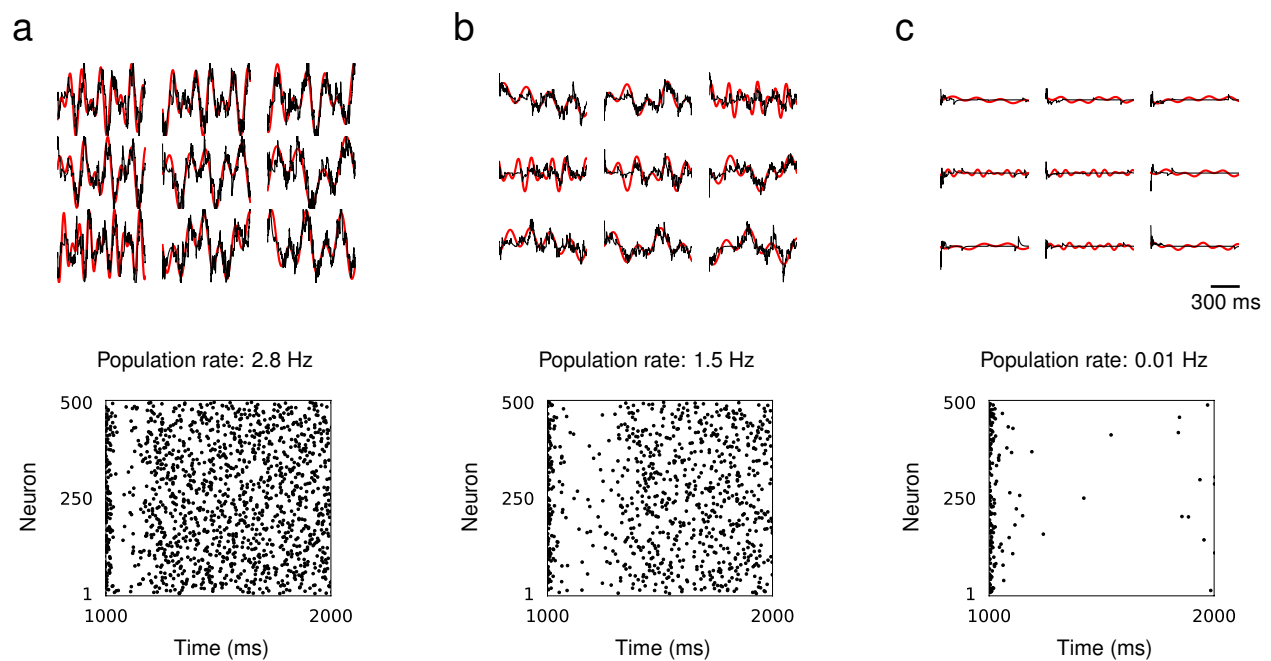 a
b
c
300 ms
Population rate: 2.8 Hz
Population rate: 1.5 Hz
Population rate: 0.01 Hz
500
250
1
Neuron
1000
2000
Time (ms)
500
250
1
Neuron
1000
2000
Time (ms)
500
250
1
Neuron
1000
2000
Time (ms)